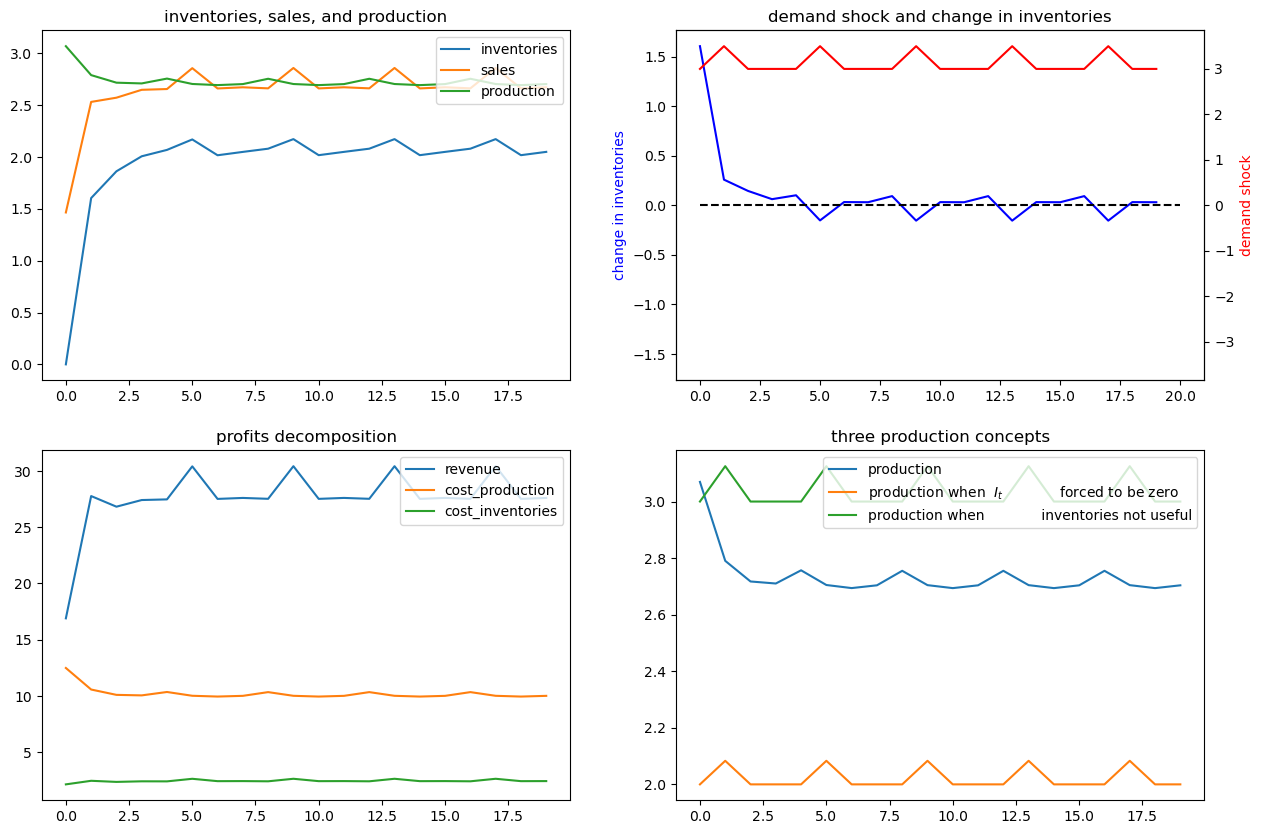 inventories, sales, and production
3.0
2.5
2.0
1.5
1.0
0.5
0.0
inventories
sales
production
0.0 2.5 5.0 7.5 10.0 12.5 15.0 17.5
demand shock and change in inventories
change in inventories
1.5
1.0
0.5
0.0
−0.5
−1.0
−1.5
3
2
1
0
−1
−2
−3
demand shock
0.0 2.5 5.0 7.5 10.0 12.5 15.0 17.5 20.0
profits decomposition
30
25
20
15
10
5
revenue
cost_production
cost_inventories
0.0 2.5 5.0 7.5 10.0 12.5 15.0 17.5
three production concepts
3.0
2.8
2.6
2.4
2.2
2.0
production
production when I_t forced to be zero
production when inventories not useful
0.0 2.5 5.0 7.5 10.0 12.5 15.0 17.5